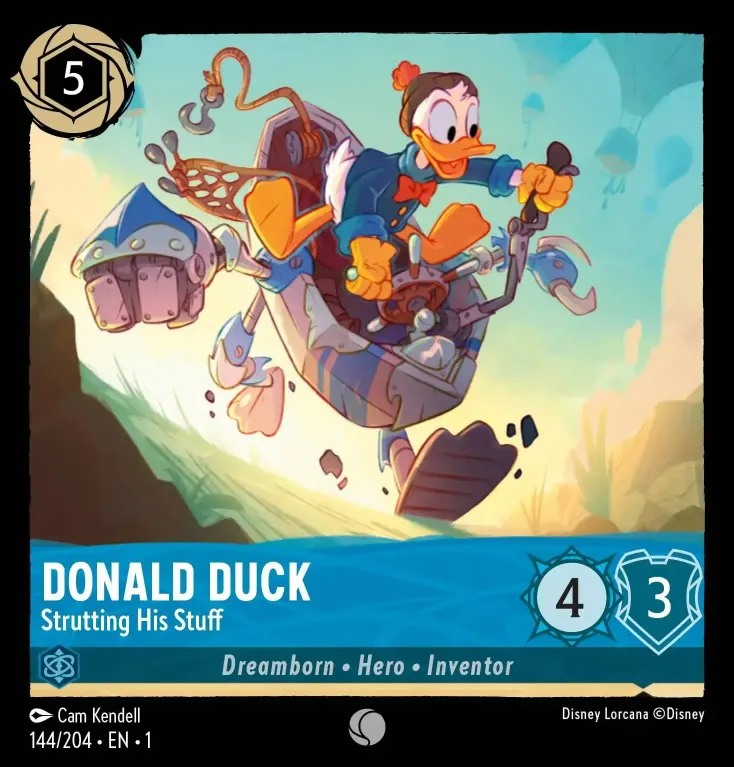 5
DONALD DUCK
Strutting His Stuff
4
3
Dreamborn • Hero • Inventor
Cam Kendell
Disney Lorcana ©Disney
144/204 • EN • 1